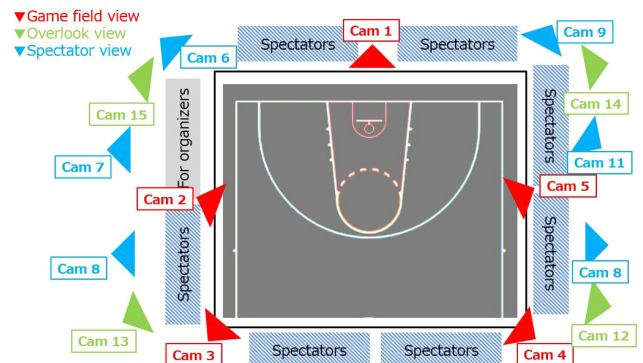 ▼Game field view
▼Overlook view
▼Spectator view
Cam 1
Cam 9
Cam 6
Spectators
Spectators
Cam 15
Cam 14
For organizers
Spectators
Cam 7
Cam 11
Cam 2
Cam 5
Spectators
Spectators
Cam 8
Cam 8
Cam 13
Cam 12
Cam 3
Spectators
Spectators
Cam 4